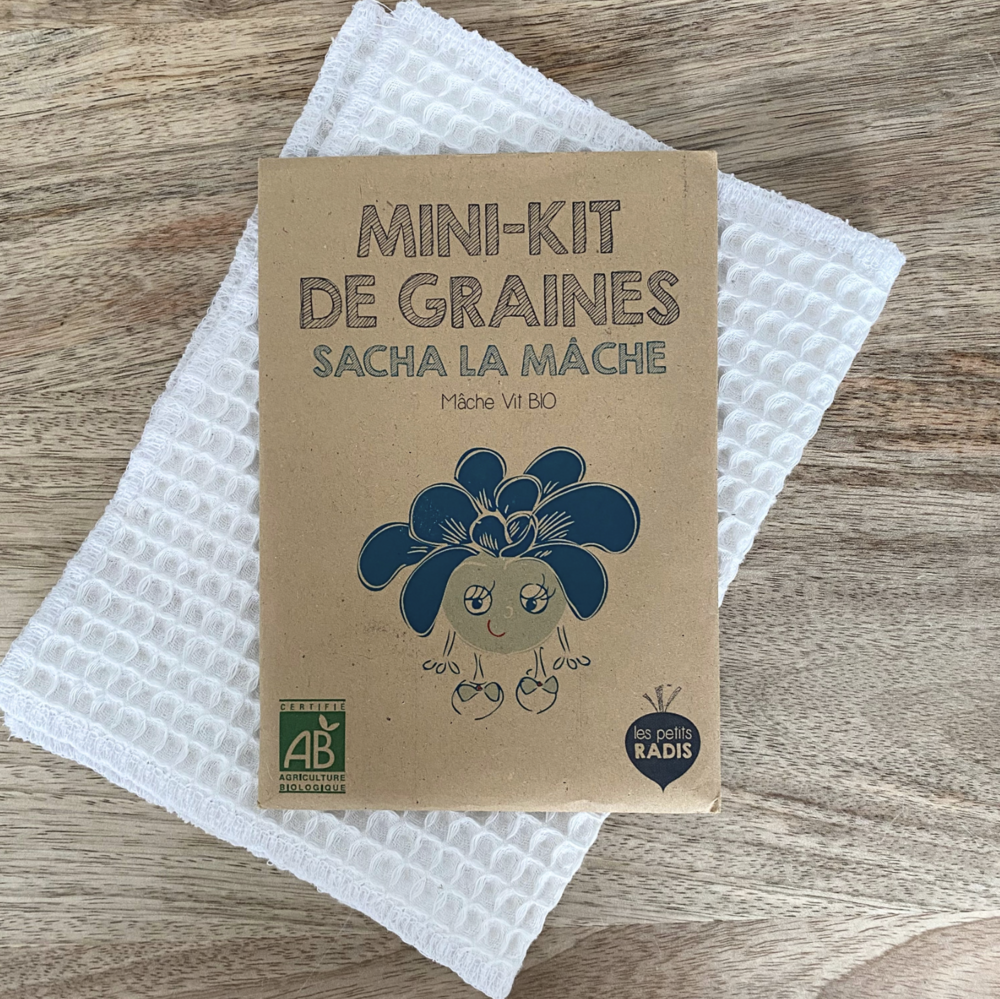 MINI-KIT
DE GRAINES
SACHA LA MÂCHE
Mâche Vit BIO
CERTIFIÉ
AB
AGRICULTURE
BIOLOGIQUE
les petits
RADIS